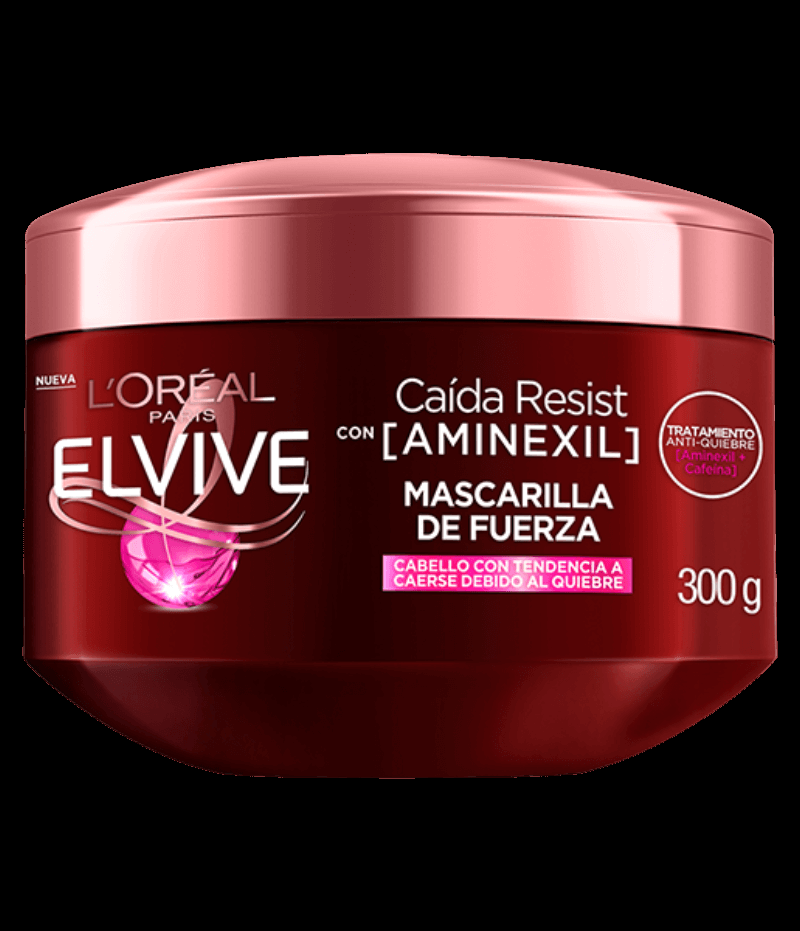 NUEVA
L'ORÉAL
PARIS
ELVIVE
Caída Resist
CON [AMINEXIL]
MASCARILLA
DE FUERZA
CABELLO CON TENDENCIA A
CAERSE DEBIDO AL QUIEBRE
TRATAMIENTO
ANTI-QUIEBRE
[Aminexil +
Cafeína]
300 g